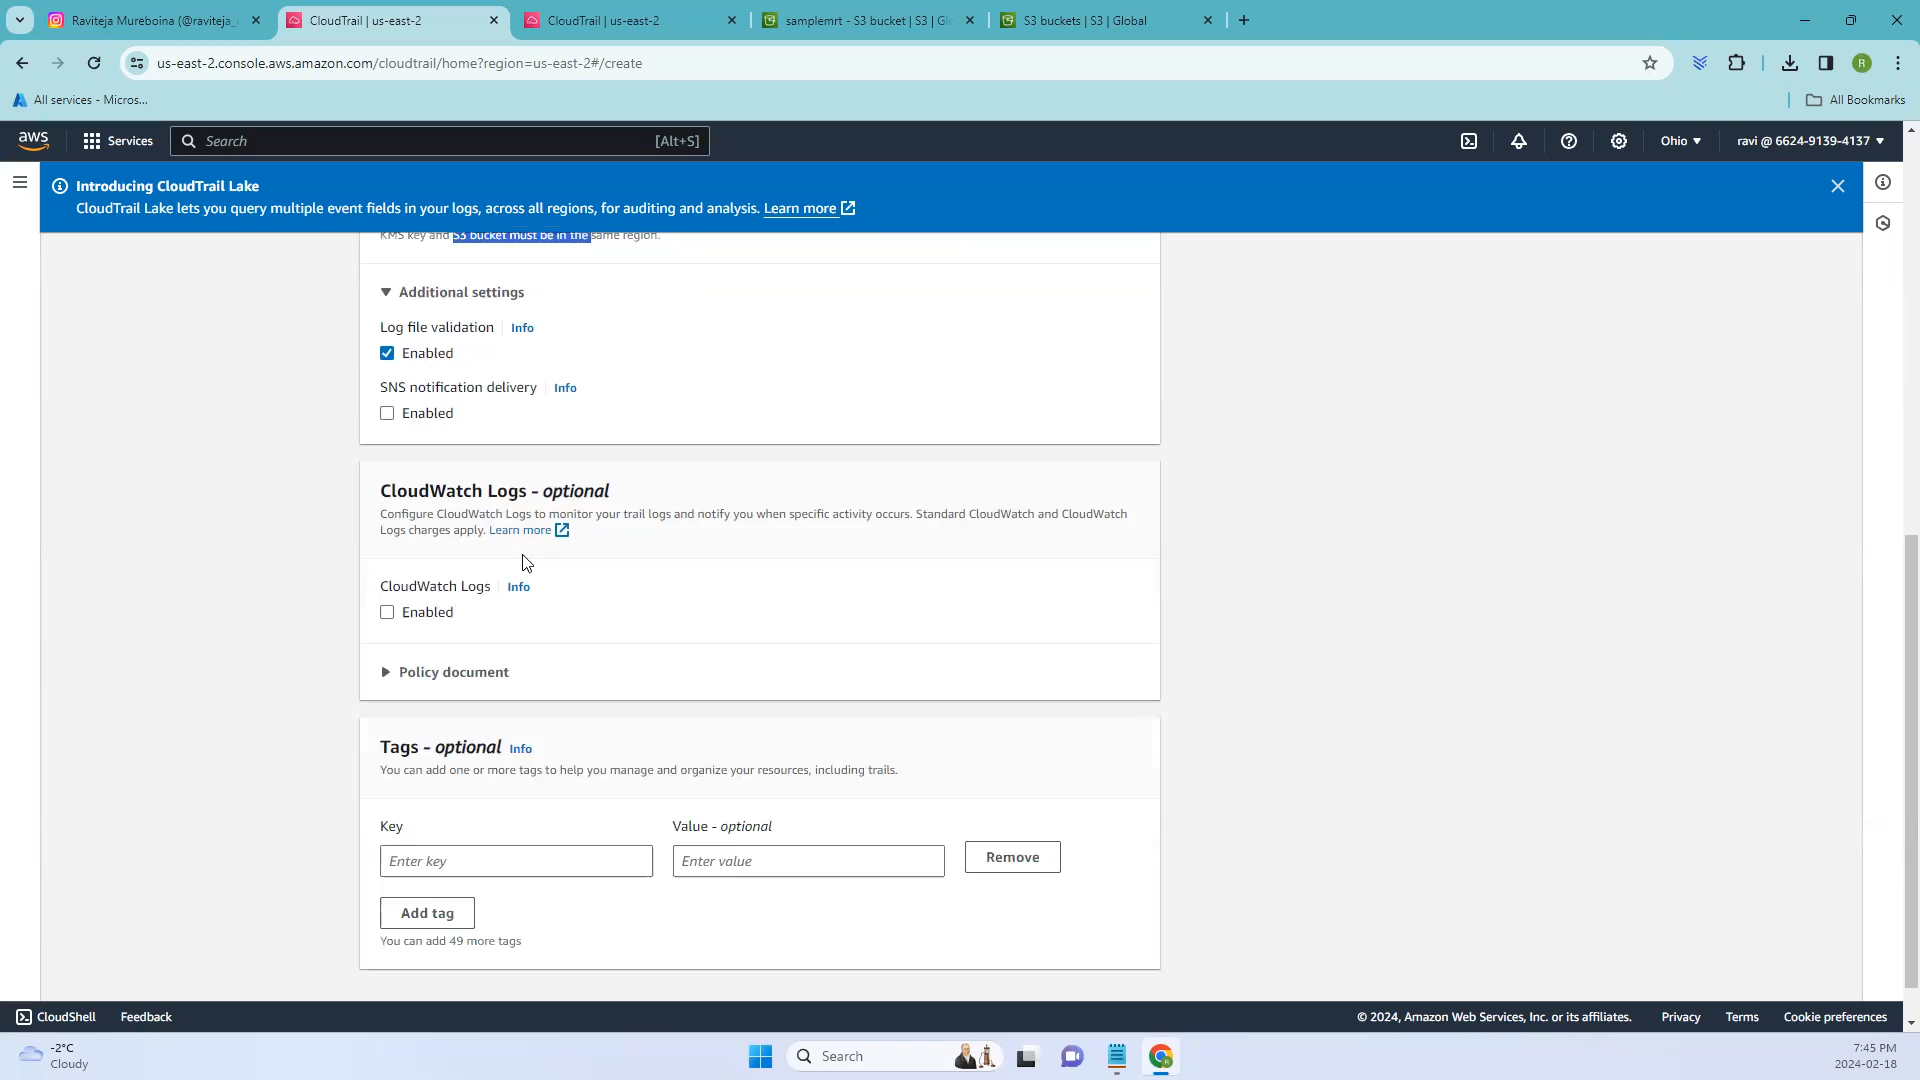 Raviteja Mureboina (@raviteja_
CloudTrail | us-east-2
CloudTrail | us-east-2
samplemrt - S3 bucket | S3 | Gl
S3 buckets | S3 | Global
us-east-2.console.aws.amazon.com/cloudtrail/home?region=us-east-2#/create
R
All services - Micros...
All Bookmarks
aws
Services
Search
[Alt+S]
Ohio
ravi @ 6624-9139-4137
Introducing CloudTrail Lake
CloudTrail Lake lets you query multiple event fields in your logs, across all regions, for auditing and analysis. Learn more
KMS key and S3 bucket must be in the same region.
Additional settings
Log file validation Info
Enabled
SNS notification delivery Info
Enabled
CloudWatch Logs - optional
Configure CloudWatch Logs to monitor your trail logs and notify you when specific activity occurs. Standard CloudWatch and CloudWatch
Logs charges apply. Learn more
CloudWatch Logs Info
Enabled
Policy document
Tags - optional Info
You can add one or more tags to help you manage and organize your resources, including trails.
Key
Value - optional
Enter key
Enter value
Remove
Add tag
You can add 49 more tags
CloudShell
Feedback
© 2024, Amazon Web Services, Inc. or its affiliates.
Privacy
Terms
Cookie preferences
-2°C
Cloudy
Search
7:45 PM
2024-02-18